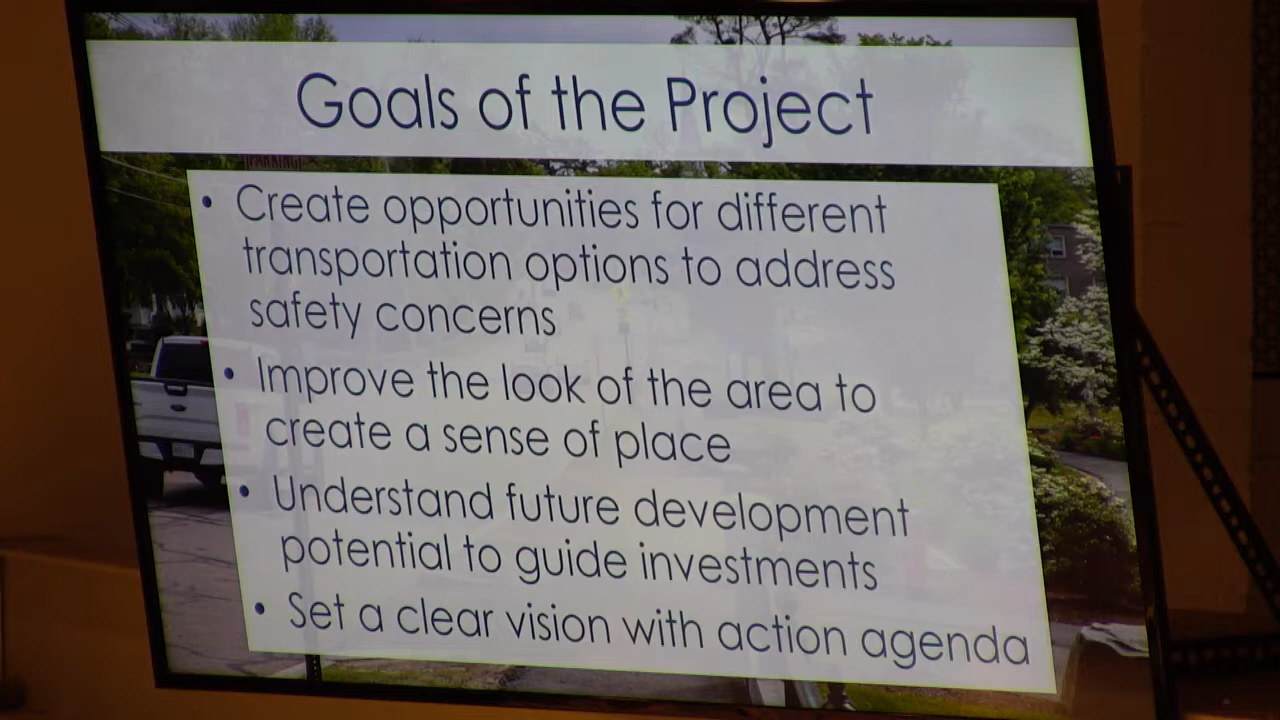 Goals of the Project
PARKING
• Create opportunities for different
transportation options to address
safety concerns
• Improve the look of the area to
create a sense of place
• Understand future development
potential to guide investments
• Set a clear vision with action agenda